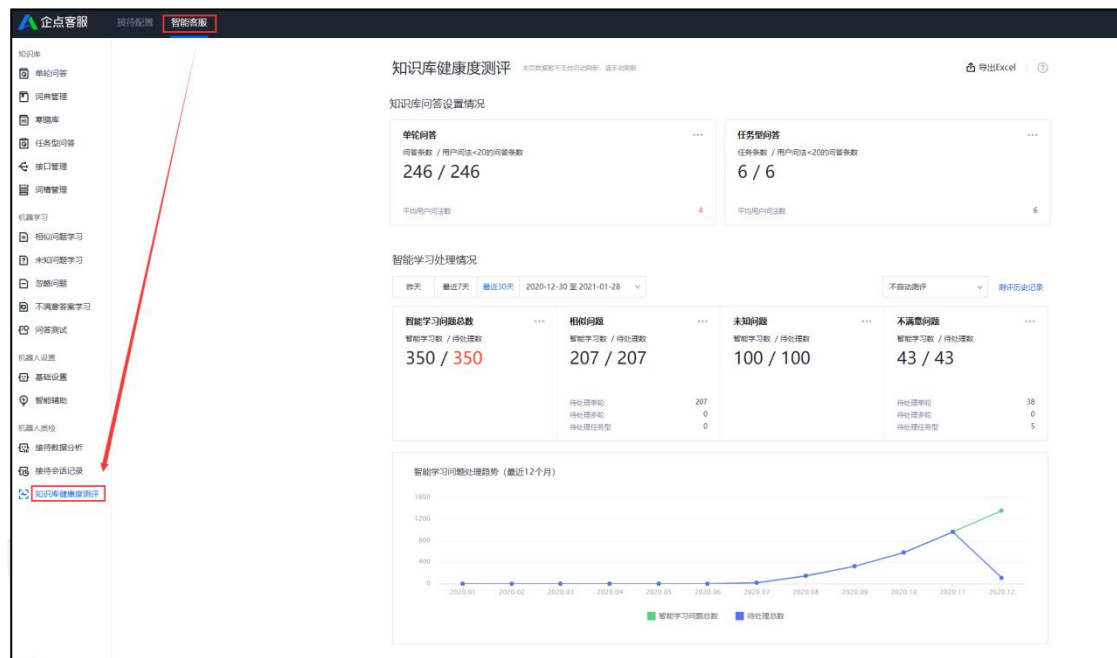 企点客服
接待配置
智能客服
知识库
单轮问答
词典管理
寒暄库
任务型问答
接口管理
词槽管理
机器学习
相似问题学习
未知问题学习
忽略问题
不满意答案学习
问答测试
机器人设置
基础设置
智能辅助
机器人质检
接待数据分析
接待会话记录
知识库健康度测评
知识库健康度测评
本页数据暂不支持自动刷新,请手动刷新
导出Excel
知识库问答设置情况
单轮问答
问答条数 / 用户问法<20的问答条数
246 / 246
平均用户问法数 4
任务型问答
任务条数 / 用户问法<20的问答条数
6 / 6
平均用户问法数 6
智能学习处理情况
昨天 最近7天 最近30天 2020-12-30 至 2021-01-28
不自动测评
测评历史记录
智能学习问题总数
智能学习数 / 待处理数
350 / 350
相似问题
智能学习数 / 待处理数
207 / 207
待处理单轮 207
待处理多轮 0
待处理任务型 0
未知问题
智能学习数 / 待处理数
100 / 100
不满意问题
智能学习数 / 待处理数
43 / 43
待处理单轮 38
待处理多轮 0
待处理任务型 5
智能学习问题处理趋势(最近12个月)
1600
1200
800
400
0
2020.01 2020.02 2020.03 2020.04 2020.05 2020.06 2020.07 2020.08 2020.09 2020.10 2020.11 2020.12
智能学习问题总数 待处理总数